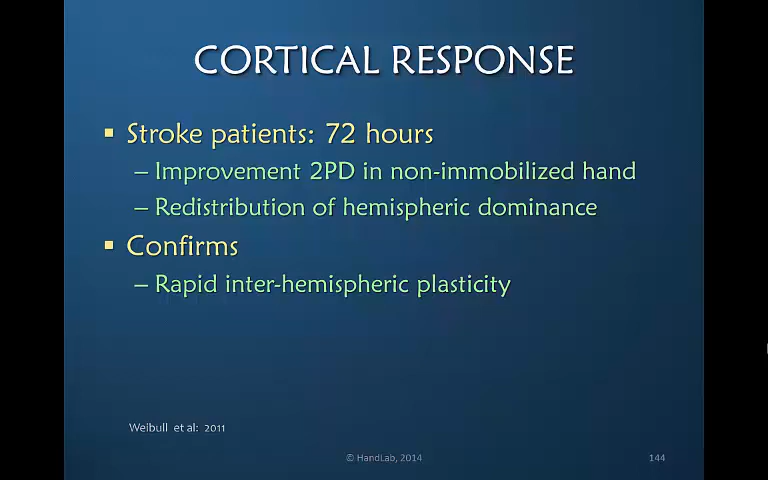 CORTICAL RESPONSE
▪ Stroke patients: 72 hours
– Improvement 2PD in non-immobilized hand
– Redistribution of hemispheric dominance
▪ Confirms
– Rapid inter-hemispheric plasticity
Weibull et al: 2011
© HandLab, 2014
144